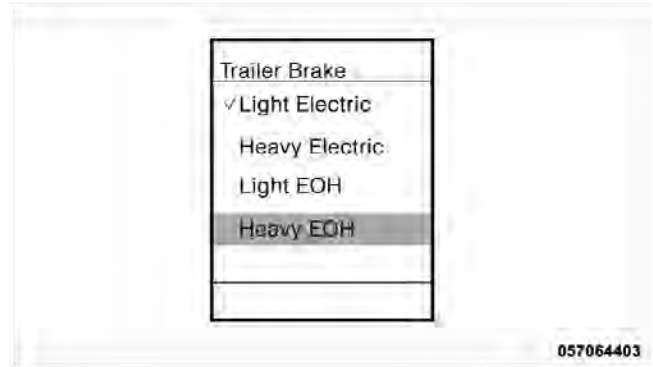 Trailer Brake
✓Light Electric
Heavy Electric
Light EOH
Heavy EOH
057064403